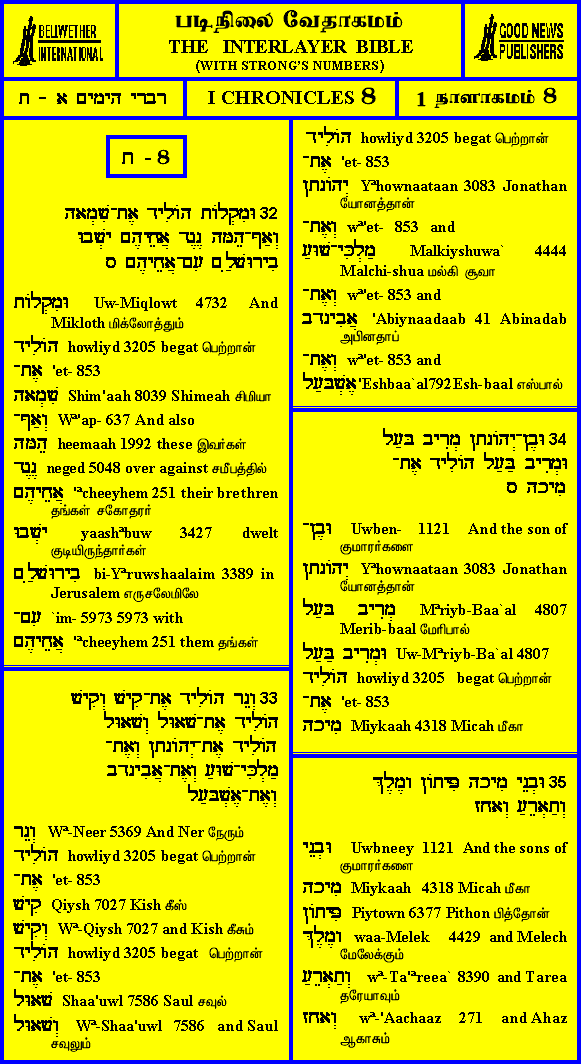 BELLWETHER
INTERNATIONAL
படிநிலை வேதாகமம்
THE INTERLAYER BIBLE
(WITH STRONG'S NUMBERS)
GOOD NEWS
PUBLISHERS
דברי הימים א - ח
I CHRONICLES 8
1 நாளாகமம் 8
8 - ח
32 וּמִקְלוֹת הוֹלִיד אֶת־שִׁמְאָה
וְאַף־הֵמָּה נֶגֶד אֲחֵיהֶם יָשְׁבוּ
בִירוּשָׁלִַם עִם־אֲחֵיהֶם ס
וּמִקְלוֹת Uw-Miqlowt 4732 And
Mikloth மிக்லோத்தும்
הוֹלִיד howliyd 3205 begat பெற்றான்
אֶת־ 'et- 853
שִׁמְאָה Shim'aah 8039 Shimeah சிமியா
וְאַף־ Wª'ap- 637 And also
הֵמָּה heemaah 1992 these இவர்கள்
נֶגֶד neged 5048 over against சமீபத்தில்
אֲחֵיהֶם 'ªcheeyhem 251 their brethren
தங்கள் சகோதரர்
יָשְׁבוּ yaashªbuw 3427 dwelt
குடியிருந்தார்கள்
בִירוּשָׁלִַם bi-Yªruwshaalaim 3389 in
Jerusalem எருசலேமிலே
עִם־ `im- 5973 5973 with
אֲחֵיהֶם 'ªcheeyhem 251 them தங்கள்
33 וְנֵר הוֹלִיד אֶת־קִישׁ וְקִישׁ
הוֹלִיד אֶת־שָׁאוּל וְשָׁאוּל
הוֹלִיד אֶת־יְהוֹנָתָן וְאֶת־
מַלְכִּי־שׁוּעַ וְאֶת־אֲבִינָדָב
וְאֶת־אֶשְׁבָּעַל
וְנֵר Wª-Neer 5369 And Ner நேரும்
הוֹלִיד howliyd 3205 begat பெற்றான்
אֶת־ 'et- 853
קִישׁ Qiysh 7027 Kish கீஸ்
וְקִישׁ Wª-Qiysh 7027 and Kish கீசும்
הוֹלִיד howliyd 3205 begat பெற்றான்
אֶת־ 'et- 853
שָׁאוּל Shaa'uwl 7586 Saul சவுல்
וְשָׁאוּל Wª-Shaa'uwl 7586 and Saul
சவுலும்
הוֹלִיד howliyd 3205 begat பெற்றான்
אֶת־ 'et- 853
יְהוֹנָתָן Yªhownaataan 3083 Jonathan
யோனத்தான்
וְאֶת־ wª'et- 853 and
מַלְכִּי־שׁוּעַ Malkiyshuwa` 4444
Malchi-shua மல்கி சூவா
וְאֶת־ wª'et- 853 and
אֲבִינָדָב 'Abiynaadaab 41 Abinadab
அபினதாப்
וְאֶת־ wª'et- 853 and
אֶשְׁבָּעַל 'Eshbaa`al792 Esh-baal எஸ்பால்
34 וּבֶן־יְהוֹנָתָן מְרִיב בָּעַל
וּמְרִיב בַּעַל הוֹלִיד אֶת־
מִיכָה ס
וּבֶן־ Uwben- 1121 And the son of
குமாரர்களை
יְהוֹנָתָן Yªhownaataan 3083 Jonathan
யோனத்தான்
מְרִיב בָּעַל Mªriyb-Baa`al 4807
Merib-baal மேரிபால்
וּמְרִיב בַּעַל Uw-Mªriyb-Ba`al 4807
הוֹלִיד howliyd 3205 begat பெற்றான்
אֶת־ 'et- 853
מִיכָה Miykaah 4318 Micah மீகா
35 וּבְנֵי מִיכָה פִּיתוֹן וָמֶלֶךְ
וְתַאְרֵעַ וְאָחָז
וּבְנֵי Uwbneey 1121 And the sons of
குமாரர்களை
מִיכָה Miykaah 4318 Micah மீகா
פִּיתוֹן Piytown 6377 Pithon பித்தோன்
וָמֶלֶךְ waa-Melek 4429 and Melech
மேலேக்கும்
וְתַאְרֵעַ wª-Ta'ªreea` 8390 and Tarea
தரேயாவும்
וְאָחָז wª-'Aachaaz 271 and Ahaz
ஆகாசும்